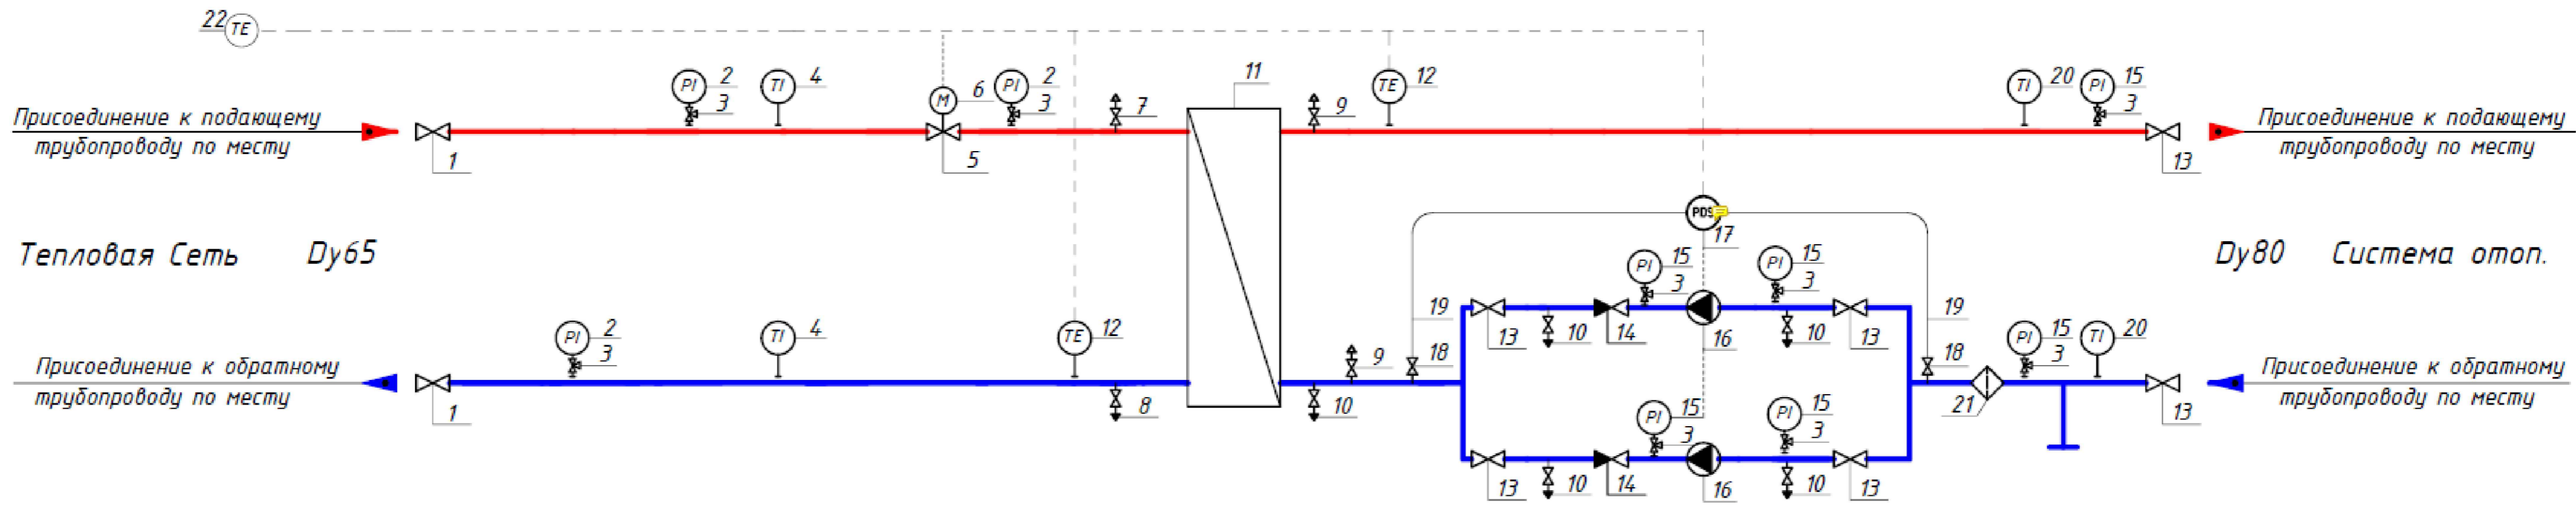 22 TE
PI 2
3
TI 4
M 6
PI 2
3
7
11
9
TE 12
TI 20
PI 15
3
Присоединение к подающему
трубопроводу по месту
1
5
13
Присоединение к подающему
трубопроводу по месту
Тепловая Сеть Dy65
PDS
17
Dy80 Система отоп.
PI 15
3
PI 15
3
19
19
13
10
14
16
10
13
PI 2
3
TI 4
TE 12
9
18
18
PI 15
3
TI 20
Присоединение к обратному
трубопроводу по месту
1
8
10
PI 15
3
PI 15
3
21
13
Присоединение к обратному
трубопроводу по месту
13
10
14
16
10
13